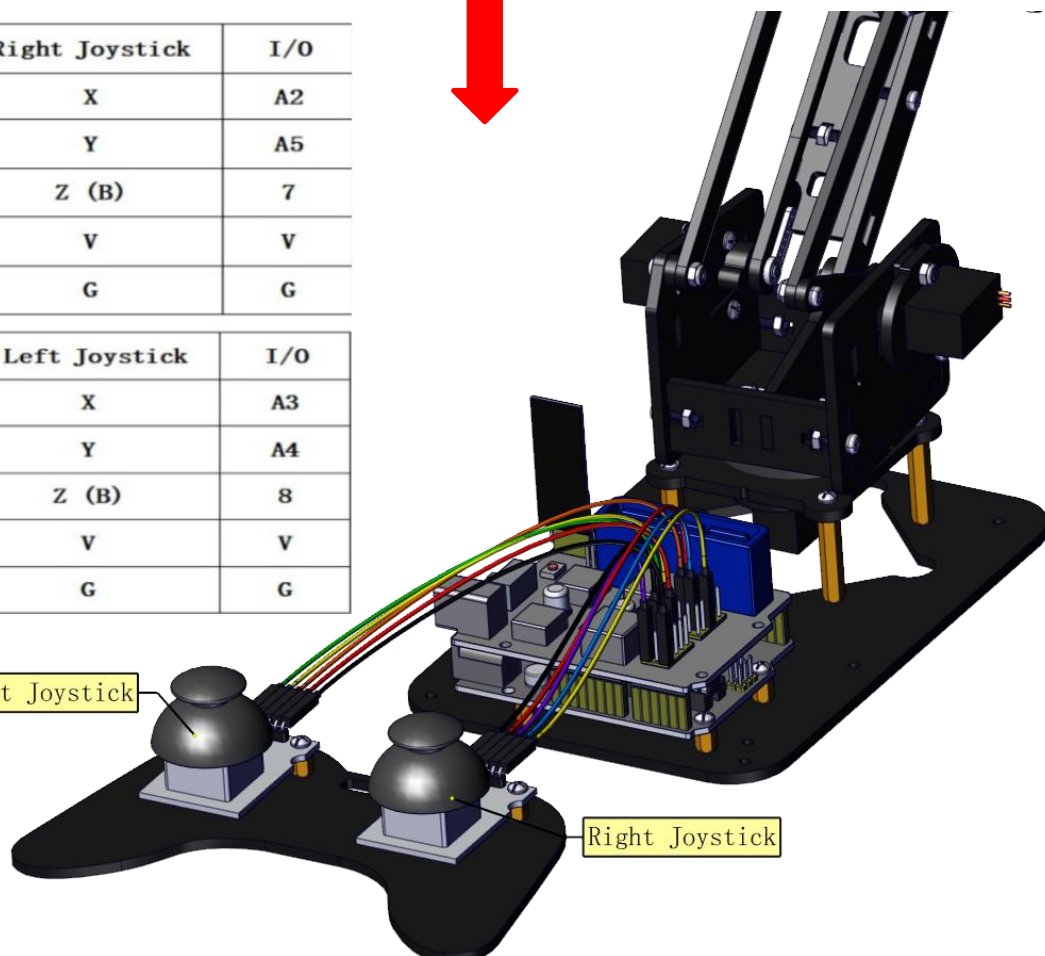 Right Joystick I/O
X A2
Y A5
Z (B) 7
V V
G G
Left Joystick I/O
X A3
Y A4
Z (B) 8
V V
G G
t Joystick
Right Joystick